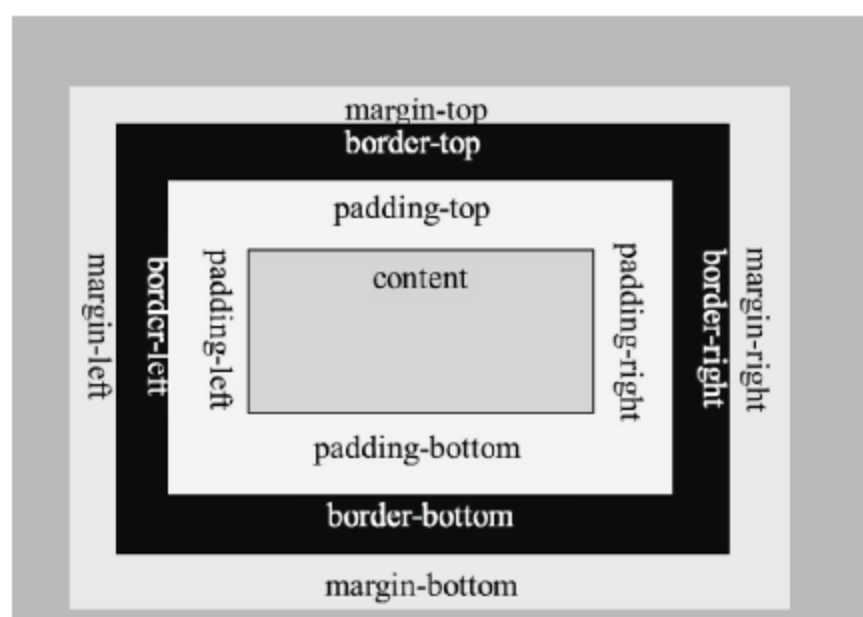 margin-top
border-top
padding-top
margin-left
border-left
padding-left
content
padding-right
border-right
margin-right
padding-bottom
border-bottom
margin-bottom